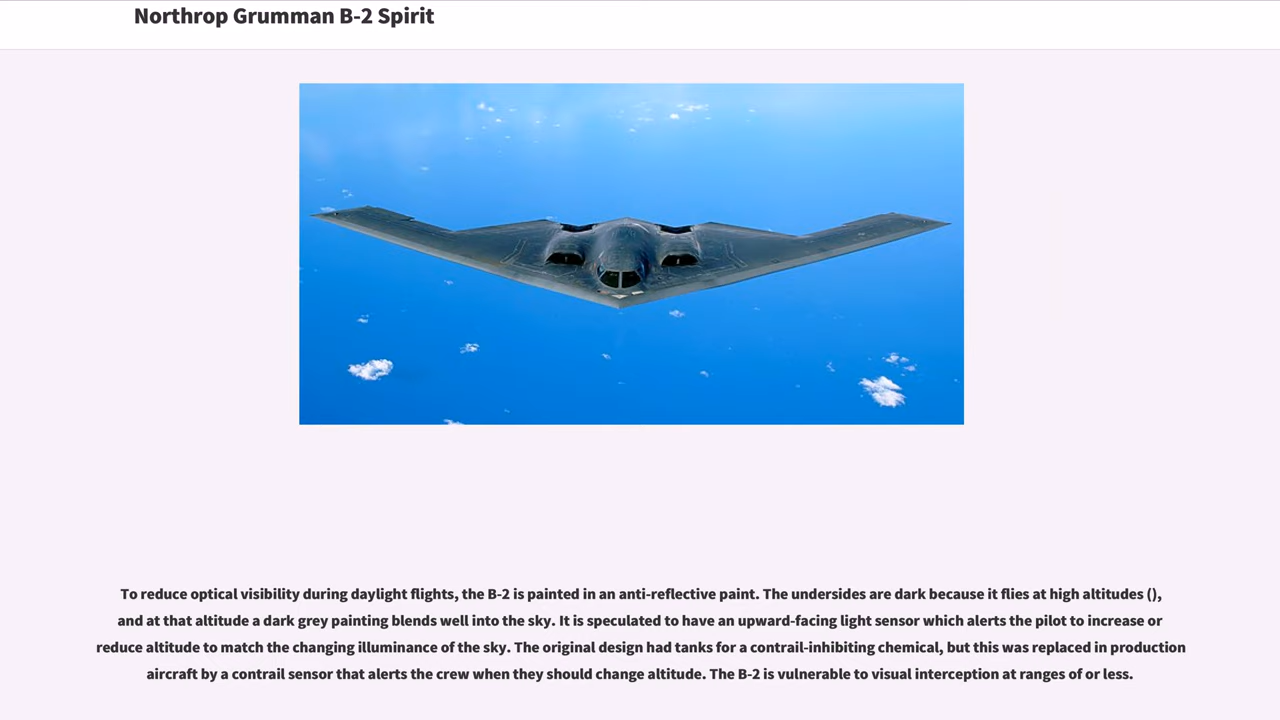 Northrop Grumman B-2 Spirit
To reduce optical visibility during daylight flights, the B-2 is painted in an anti-reflective paint. The undersides are dark because it flies at high altitudes (),
and at that altitude a dark grey painting blends well into the sky. It is speculated to have an upward-facing light sensor which alerts the pilot to increase or
reduce altitude to match the changing illuminance of the sky. The original design had tanks for a contrail-inhibiting chemical, but this was replaced in production
aircraft by a contrail sensor that alerts the crew when they should change altitude. The B-2 is vulnerable to visual interception at ranges of or less.